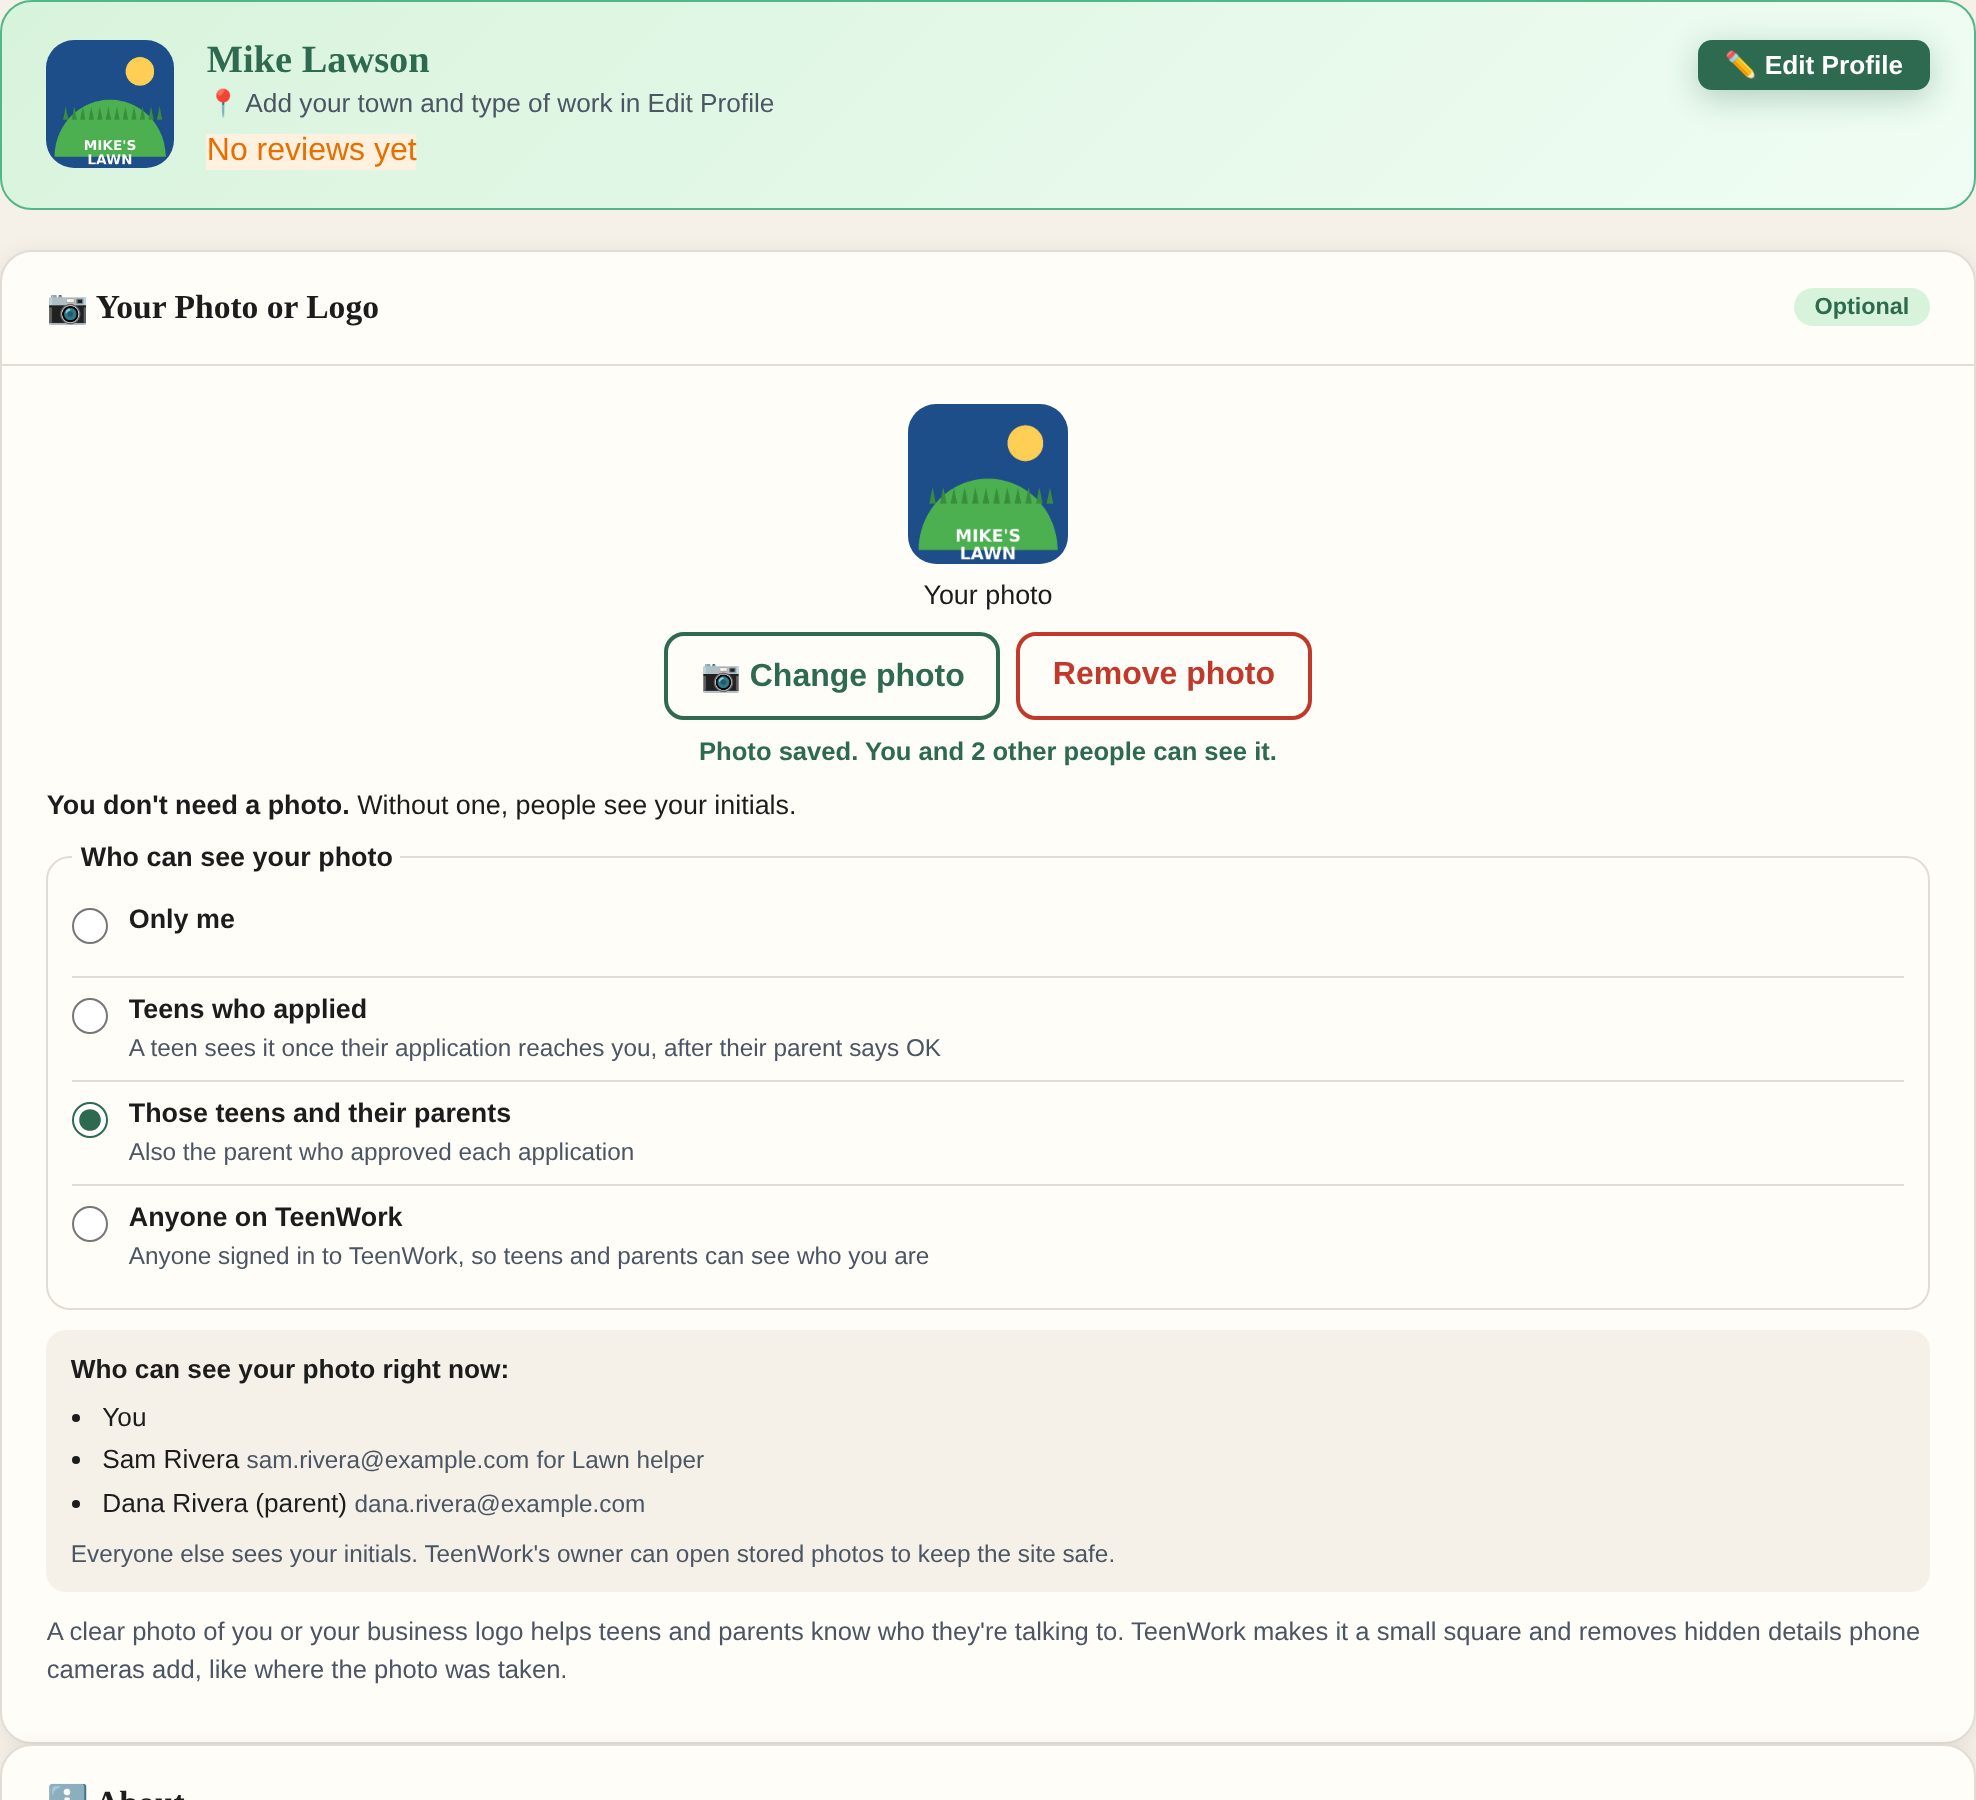 Mike Lawson
📍 Add your town and type of work in Edit Profile
No reviews yet
✏️ Edit Profile
MIKE'S
LAWN
📷 Your Photo or Logo
Optional
MIKE'S
LAWN
Your photo
📷 Change photo
Remove photo
Photo saved. You and 2 other people can see it.
You don't need a photo. Without one, people see your initials.
Who can see your photo
Only me
Teens who applied
A teen sees it once their application reaches you, after their parent says OK
Those teens and their parents
Also the parent who approved each application
Anyone on TeenWork
Anyone signed in to TeenWork, so teens and parents can see who you are
Who can see your photo right now:
• You
• Sam Rivera sam.rivera@example.com for Lawn helper
• Dana Rivera (parent) dana.rivera@example.com
Everyone else sees your initials. TeenWork's owner can open stored photos to keep the site safe.
A clear photo of you or your business logo helps teens and parents know who they're talking to. TeenWork makes it a small square and removes hidden details phone
cameras add, like where the photo was taken.
ℹ️ About